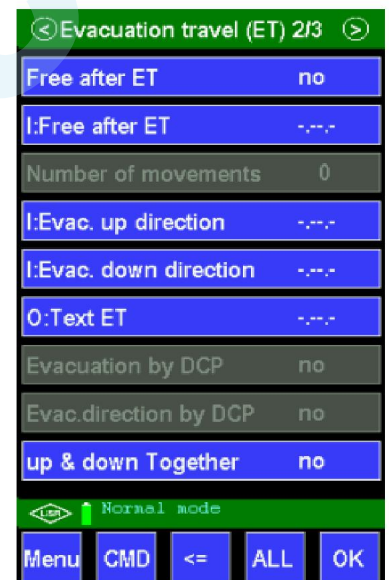 < Evacuation travel (ET) 2/3 >
Free after ET no
I:Free after ET -.--.-
Number of movements 0
I:Evac. up direction -.--.-
I:Evac. down direction -.--.-
O:Text ET -.--.-
Evacuation by DCP no
Evac.direction by DCP no
up & down Together no
Normal mode
Menu CMD <= ALL OK